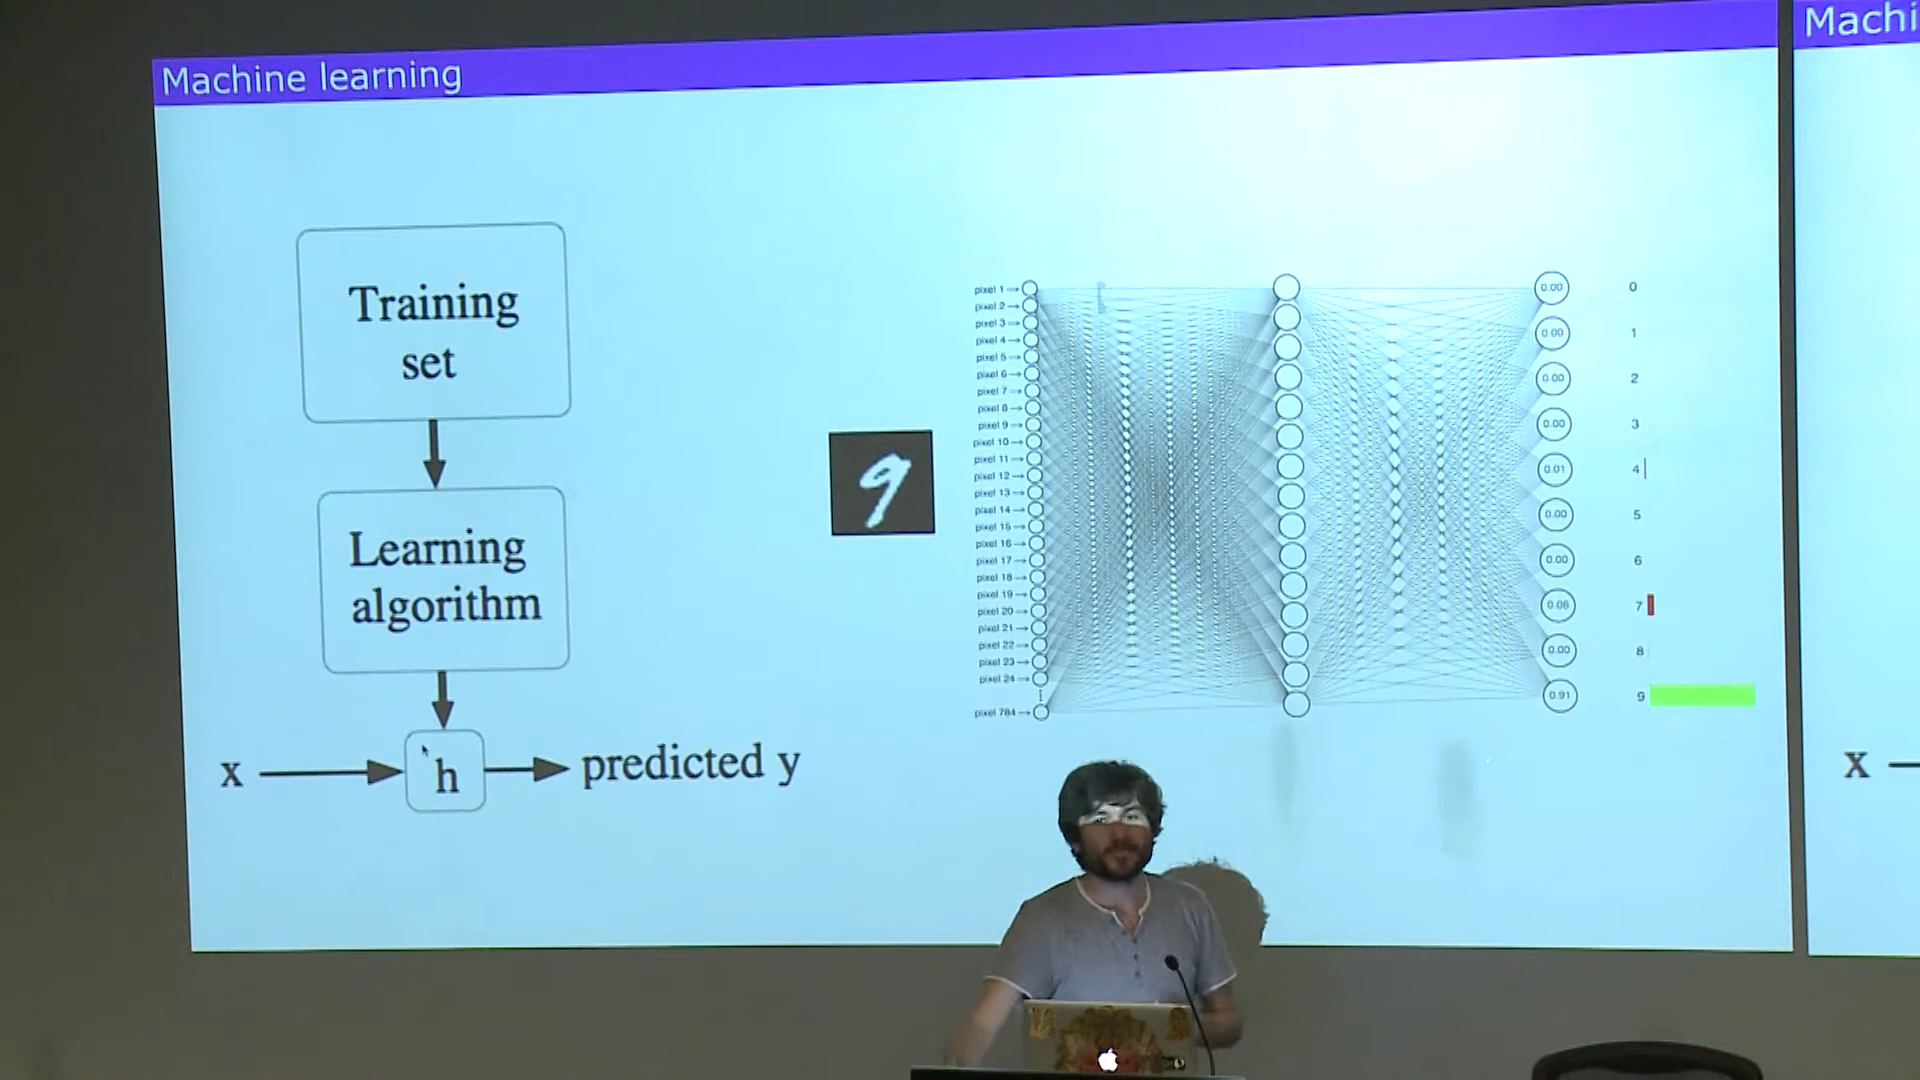 Machine learning
Machi
Training
set
Learning
algorithm
x
h
predicted y
9
pixel 1
pixel 2
pixel 3
pixel 4
pixel 5
pixel 6
pixel 7
pixel 8
pixel 9
pixel 10
pixel 11
pixel 12
pixel 13
pixel 14
pixel 15
pixel 16
pixel 17
pixel 18
pixel 19
pixel 20
pixel 21
pixel 22
pixel 23
pixel 24
pixel 784
0.00 0
0.00 1
0.00 2
0.00 3
0.01 4
0.00 5
0.00 6
0.06 7
0.00 8
0.91 9
x